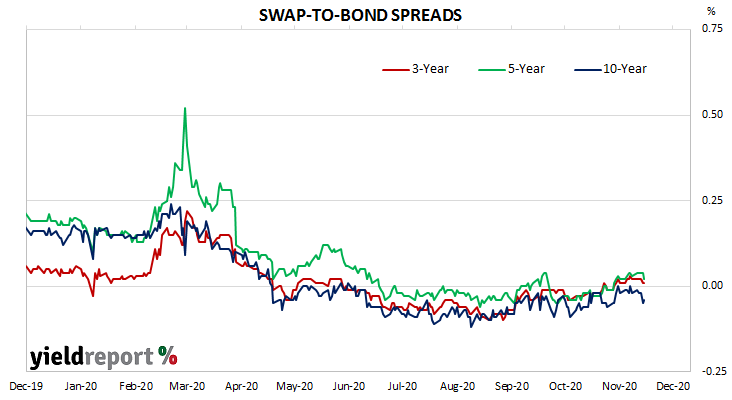 SWAP-TO-BOND SPREADS
%
0.75
3-Year 5-Year 10-Year
0.50
0.25
0.00
-0.25
yieldreport %
Dec-19 Jan-20 Feb-20 Mar-20 Apr-20 May-20 Jun-20 Jul-20 Aug-20 Sep-20 Oct-20 Nov-20 Dec-20